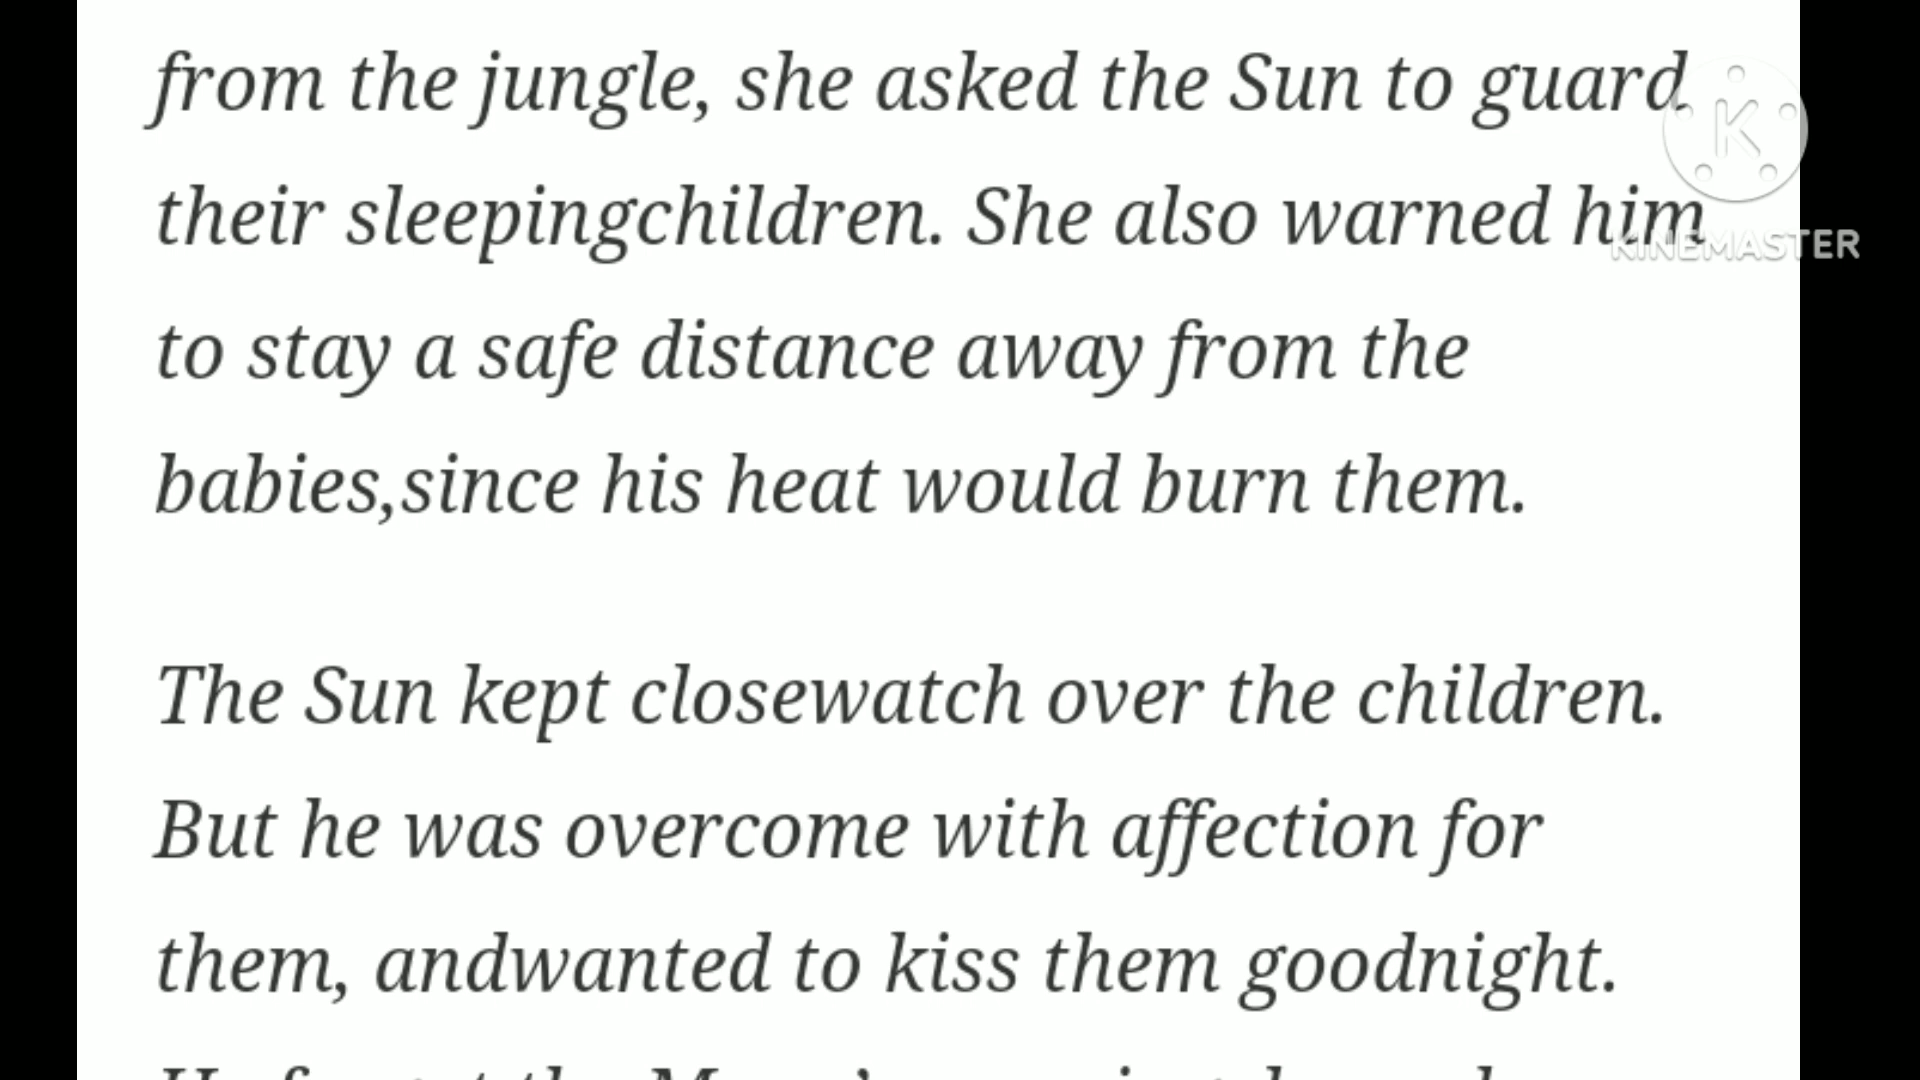 from the jungle, she asked the Sun to guard
their sleepingchildren. She also warned him
to stay a safe distance away from the
babies,since his heat would burn them.
The Sun kept closewatch over the children.
But he was overcome with affection for
them, andwanted to kiss them goodnight.
K
KINEMASTER